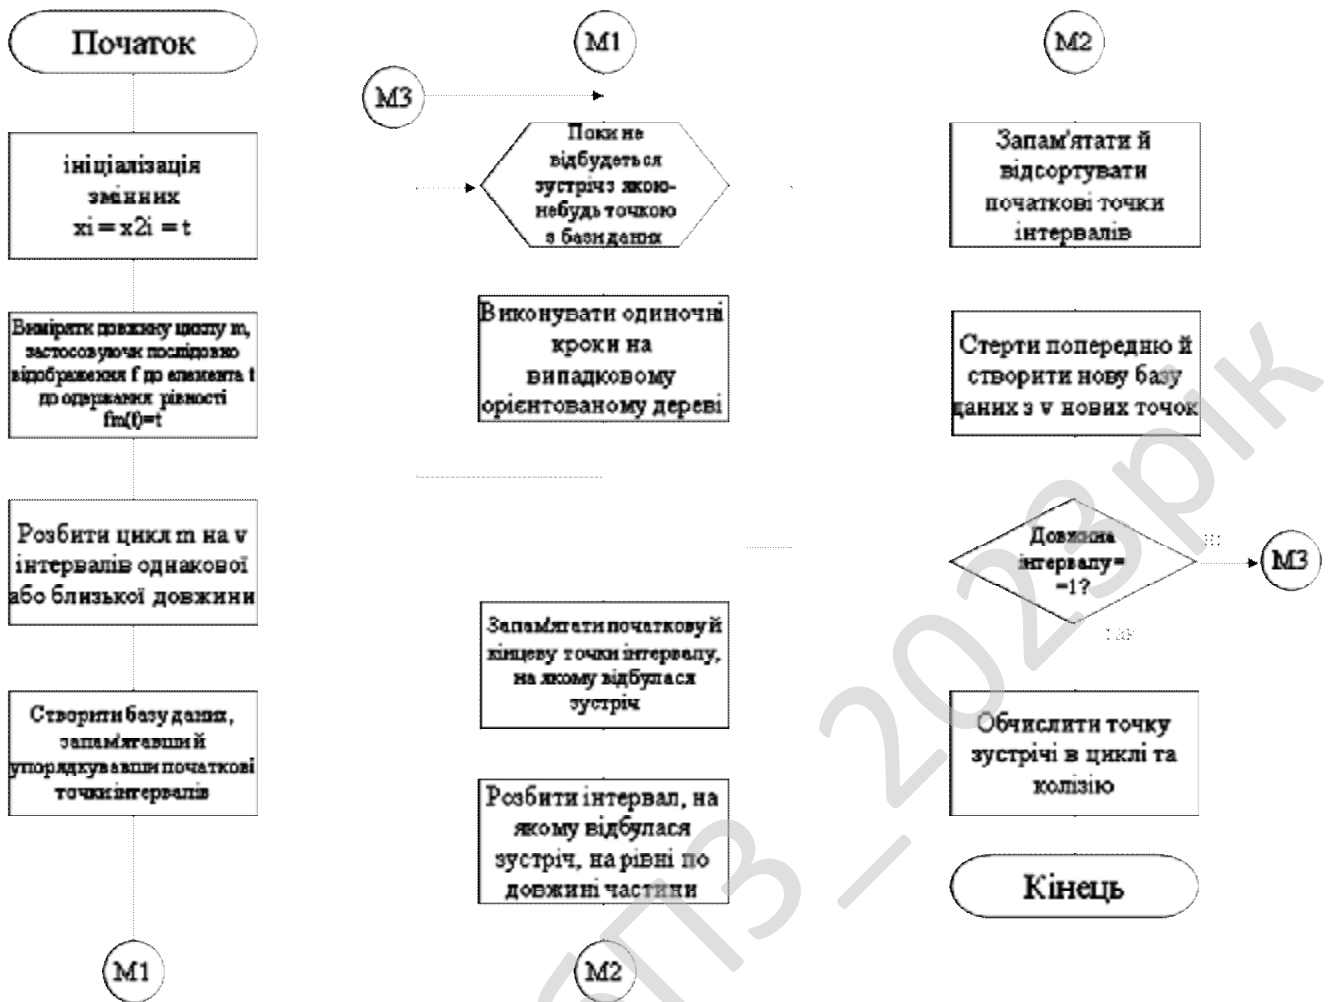 Початок
ініціалізація
змінних
xi = x2i = t
Виміряти довжину циклу m,
застосовуючи послідовно
відображення f до елемента t
до одержання рівності
fm(t)=t
Розбити цикл m на v
інтервалів однакової
або близької довжини
Створити базу даних,
запам'ятавши й
упорядкувавши початкові
точки інтервалів
M1
M1
M3
Поки не
відбудеться
зустріч з якою-
небудь точкою
з бази даних
Виконувати одиночні
кроки на
випадковому
орієнтованому дереві
Запам'ятати початкову й
кінцеву точки інтервалу,
на якому відбулася
зустріч
Розбити інтервал, на
якому відбулася
зустріч, на рівні по
довжині частини
M2
M2
Запам'ятати й
відсортувати
початкові точки
інтервалів
Стерти попередню й
створити нову базу
даних з v нових точок
Довжина
інтервалу=
=1?
Ні
M3
Так
Обчислити точку
зустрічі в циклі та
колізію
Кінець
ПЗ_2023рік